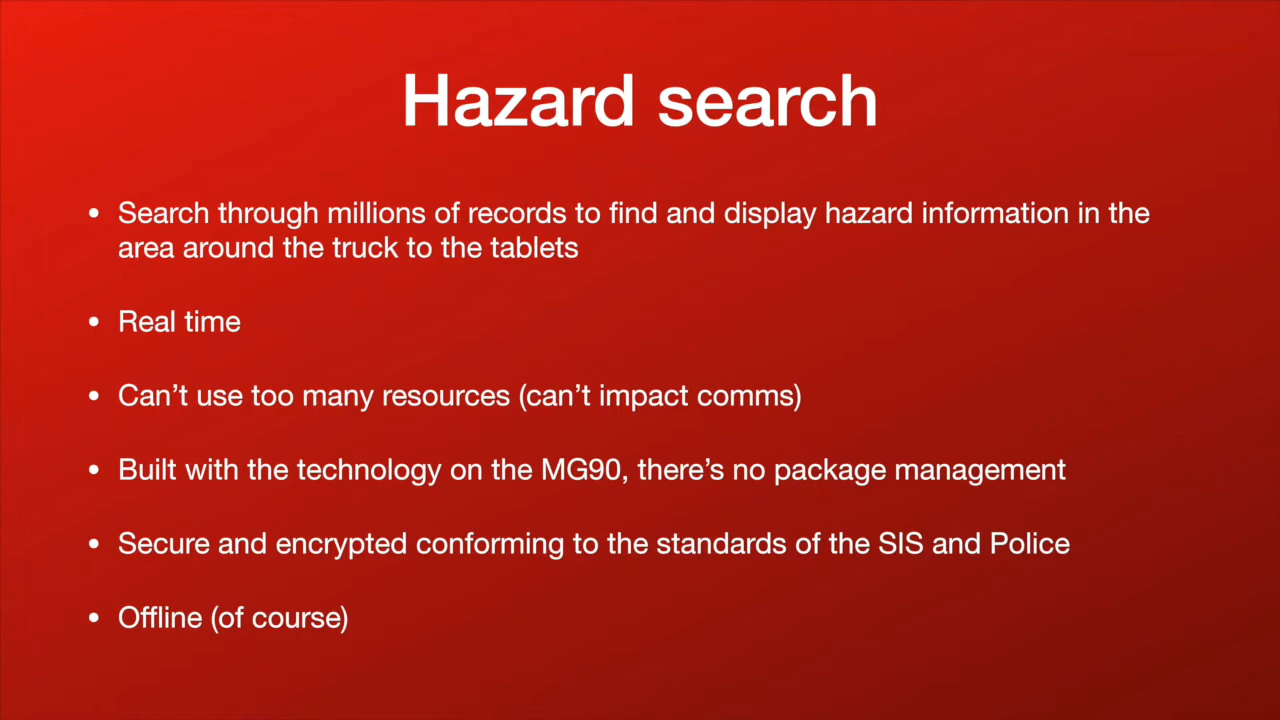 Hazard search
• Search through millions of records to find and display hazard information in the
area around the truck to the tablets
• Real time
• Can’t use too many resources (can’t impact comms)
• Built with the technology on the MG90, there’s no package management
• Secure and encrypted conforming to the standards of the SIS and Police
• Offline (of course)